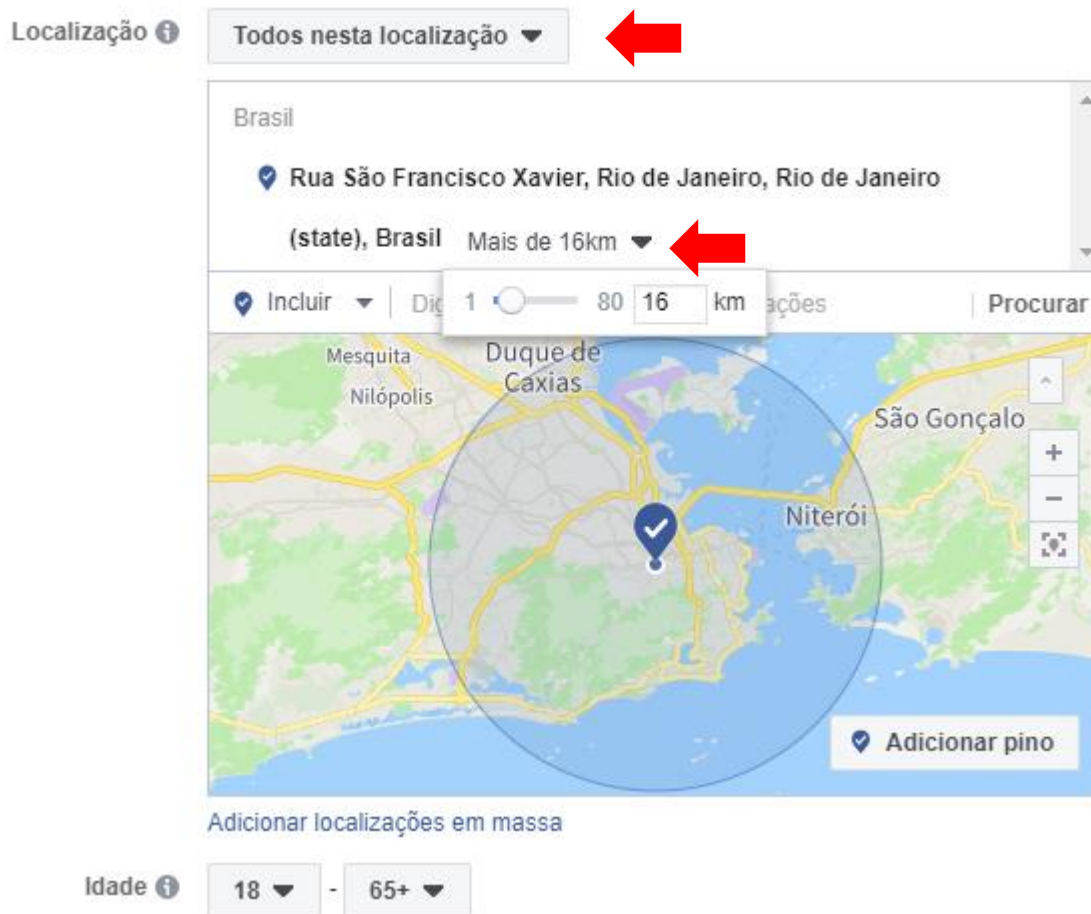 Localização
Todos nesta localização
Brasil
Rua São Francisco Xavier, Rio de Janeiro, Rio de Janeiro
(state), Brasil Mais de 16km
1 80 16 km
Incluir Procurar
Mesquita
Duque de
Caxias
Nilópolis
São Gonçalo
+
−
Niterói
Adicionar pino
Adicionar localizações em massa
Idade 18 - 65+